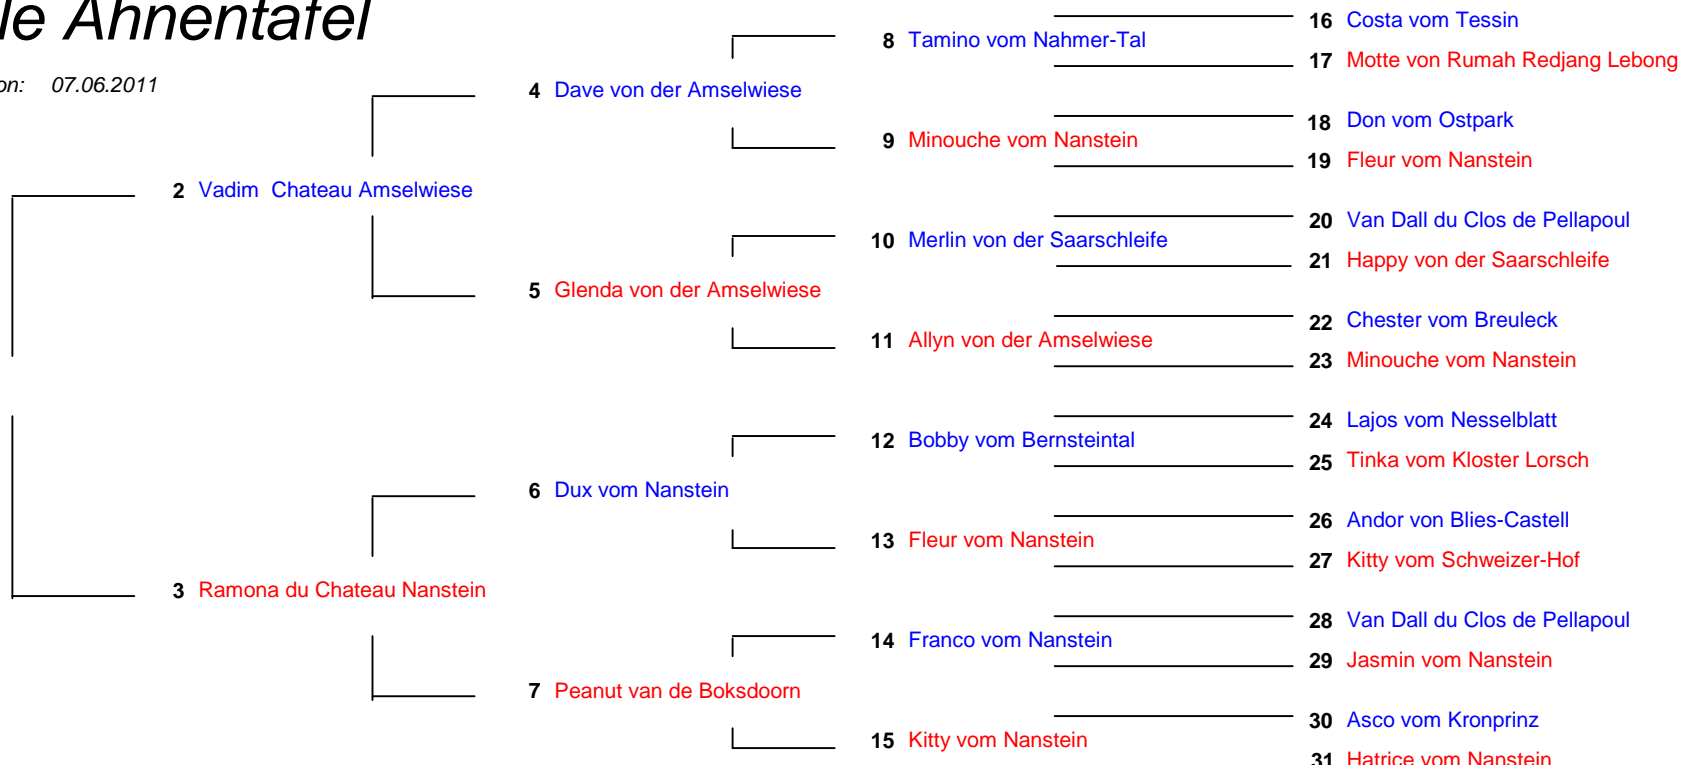 le Ahnentafel
on: 07.06.2011
2 Vadim Chateau Amselwiese
3 Ramona du Chateau Nanstein
4 Dave von der Amselwiese
5 Glenda von der Amselwiese
6 Dux vom Nanstein
7 Peanut van de Boksdoorn
8 Tamino vom Nahmer-Tal
9 Minouche vom Nanstein
10 Merlin von der Saarschleife
11 Allyn von der Amselwiese
12 Bobby vom Bernsteintal
13 Fleur vom Nanstein
14 Franco vom Nanstein
15 Kitty vom Nanstein
16 Costa vom Tessin
17 Motte von Rumah Redjang Lebong
18 Don vom Ostpark
19 Fleur vom Nanstein
20 Van Dall du Clos de Pellapoul
21 Happy von der Saarschleife
22 Chester vom Breuleck
23 Minouche vom Nanstein
24 Lajos vom Nesselblatt
25 Tinka vom Kloster Lorsch
26 Andor von Blies-Castell
27 Kitty vom Schweizer-Hof
28 Van Dall du Clos de Pellapoul
29 Jasmin vom Nanstein
30 Asco vom Kronprinz
31 Hatrice vom Nanstein